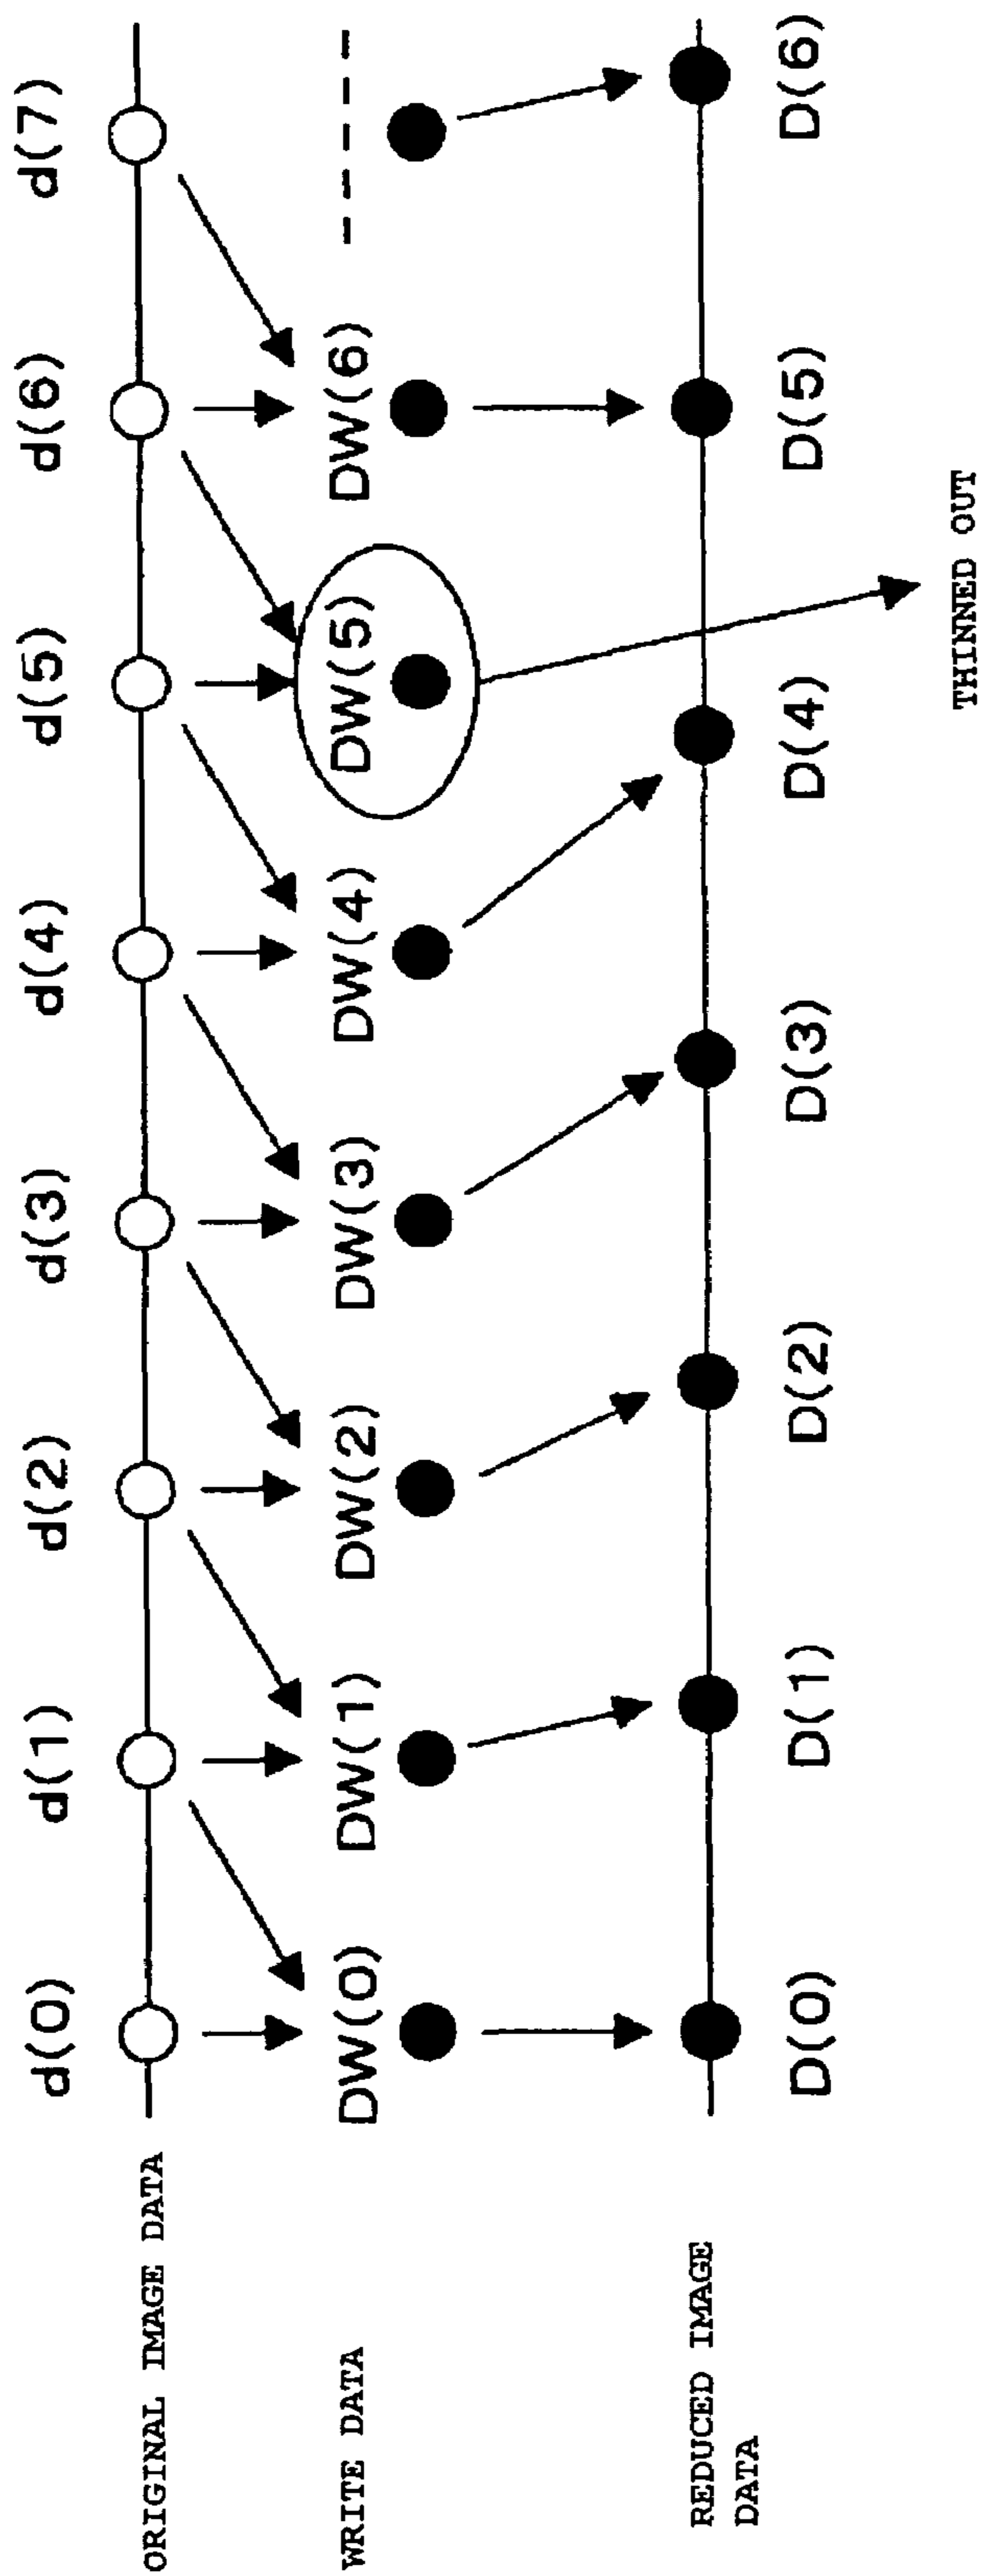 d(0) d(1) d(2) d(3) d(4) d(5) d(6) d(7)
ORIGINAL IMAGE DATA
WRITE DATA
DW(0) DW(1) DW(2) DW(3) DW(4) DW(5) DW(6)
REDUCED IMAGE
DATA
D(0) D(1) D(2) D(3) D(4) D(5) D(6)
THINNED OUT